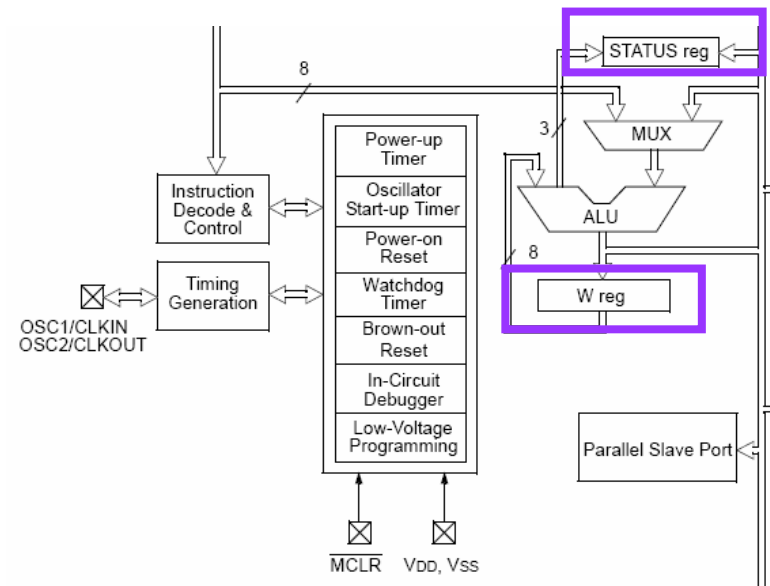 STATUS reg
8
3
MUX
Power-up
Timer
Instruction
Decode &
Control
Oscillator
Start-up Timer
ALU
Power-on
Reset
8
Timing
Generation
Watchdog
Timer
W reg
OSC1/CLKIN
OSC2/CLKOUT
Brown-out
Reset
In-Circuit
Debugger
Low-Voltage
Programming
Parallel Slave Port
MCLR
VDD, VSS